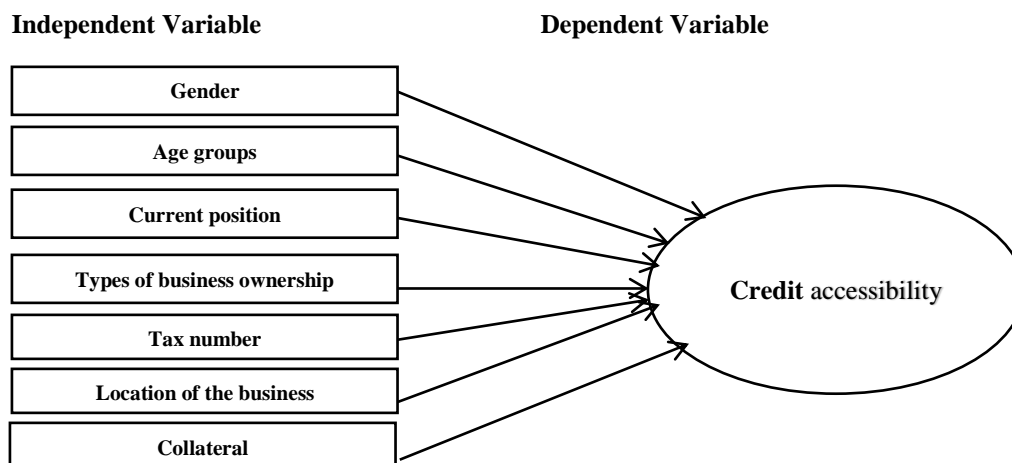 Independent Variable
Dependent Variable
Gender
Age groups
Current position
Types of business ownership
Tax number
Location of the business
Collateral
Credit accessibility